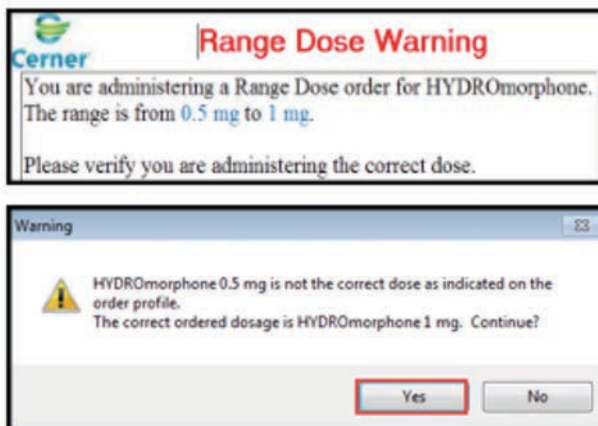 Cerner
Range Dose Warning
You are administering a Range Dose order for HYDROmorphone.
The range is from 0.5 mg to 1 mg.
Please verify you are administering the correct dose.
Warning
HYDROmorphone 0.5 mg is not the correct dose as indicated on the
order profile.
The correct ordered dosage is HYDROmorphone 1 mg. Continue?
Yes
No